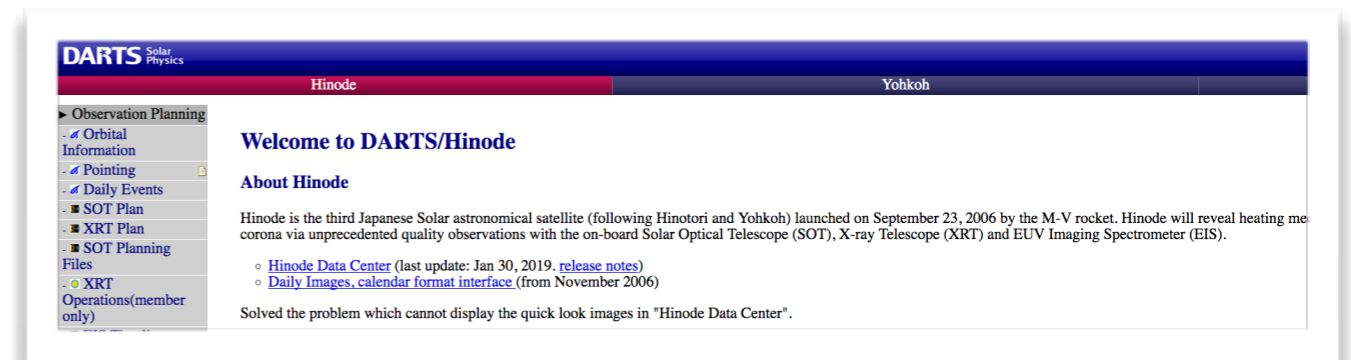 DARTS Solar Physics
Hinode
Yohkoh
► Observation Planning
- Orbital
Information
- Pointing
- Daily Events
- SOT Plan
- XRT Plan
- SOT Planning
Files
- XRT
Operations(member
only)
Welcome to DARTS/Hinode
About Hinode
Hinode is the third Japanese Solar astronomical satellite (following Hinotori and Yohkoh) launched on September 23, 2006 by the M-V rocket. Hinode will reveal heating me
corona via unprecedented quality observations with the on-board Solar Optical Telescope (SOT), X-ray Telescope (XRT) and EUV Imaging Spectrometer (EIS).
◦ Hinode Data Center (last update: Jan 30, 2019. release notes)
◦ Daily Images, calendar format interface (from November 2006)
Solved the problem which cannot display the quick look images in "Hinode Data Center".